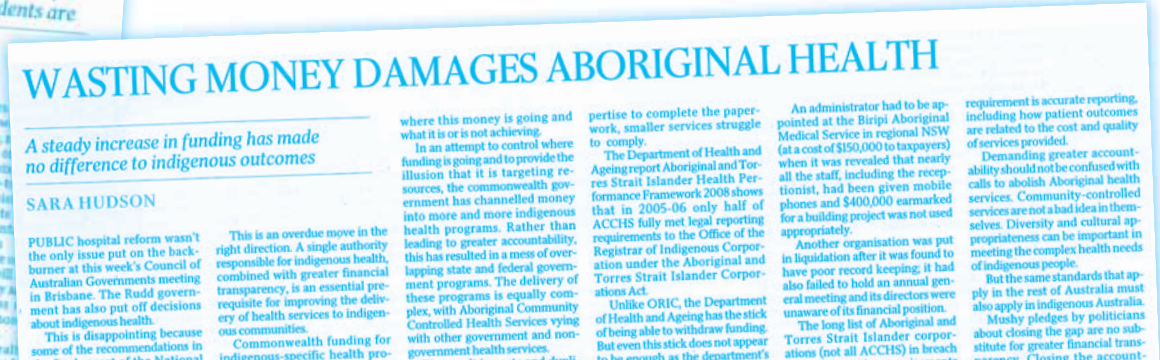 dents are
WASTING MONEY DAMAGES ABORIGINAL HEALTH
A steady increase in funding has made
no difference to indigenous outcomes
SARA HUDSON
PUBLIC hospital reform wasn't
the only issue put on the back-
burner at this week's Council of
Australian Governments meeting
in Brisbane. The Rudd govern-
ment has also put off decisions
about indigenous health.
This is disappointing because
some of the recommendations in
This is an overdue move in the
right direction. A single authority
responsible for indigenous health,
combined with greater financial
transparency, is an essential pre-
requisite for improving the deliv-
ery of health services to indigen-
ous communities.
Commonwealth funding for
indigenous-specific health pro-
where this money is going and
what it is or is not achieving.
In an attempt to control where
funding is going and to provide the
illusion that it is targeting re-
sources, the commonwealth gov-
ernment has channelled money
into more and more indigenous
health programs. Rather than
leading to greater accountability,
this has resulted in a mess of over-
lapping state and federal govern-
ment programs. The delivery of
these programs is equally com-
plex, with Aboriginal Community
Controlled Health Services vying
with other government and non-
government health services.
pertise to complete the paper-
work, smaller services struggle
to comply.
The Department of Health and
Ageing report Aboriginal and Tor-
res Strait Islander Health Per-
formance Framework 2008 shows
that in 2005-06 only half of
ACCHS fully met legal reporting
requirements to the Office of the
Registrar of Indigenous Corpor-
ation under the Aboriginal and
Torres Strait Islander Corpor-
ations Act.
Unlike ORIC, the Department
of Health and Ageing has the stick
of being able to withdraw funding.
But even this stick does not appear
to be enough as the department's
An administrator had to be ap-
pointed at the Biripi Aboriginal
Medical Service in regional NSW
(at a cost of $150,000 to taxpayers)
when it was revealed that nearly
all the staff, including the recep-
tionist, had been given mobile
phones and $400,000 earmarked
for a building project was not used
appropriately.
Another organisation was put
in liquidation after it was found to
have poor record keeping; it had
also failed to hold an annual gen-
eral meeting and its directors were
unaware of its financial position.
The long list of Aboriginal and
Torres Strait Islander corpor-
ations (not all ACCHS) in breach
requirement is accurate reporting,
including how patient outcomes
are related to the cost and quality
of services provided.
Demanding greater account-
ability should not be confused with
calls to abolish Aboriginal health
services. Community-controlled
services are not a bad idea in them-
selves. Diversity and cultural ap-
propriateness can be important in
meeting the complex health needs
of indigenous people.
But the same standards that ap-
ply in the rest of Australia must
also apply in indigenous Australia.
Mushy pledges by politicians
about closing the gap are no sub-
stitute for greater financial trans-
Closing the account-